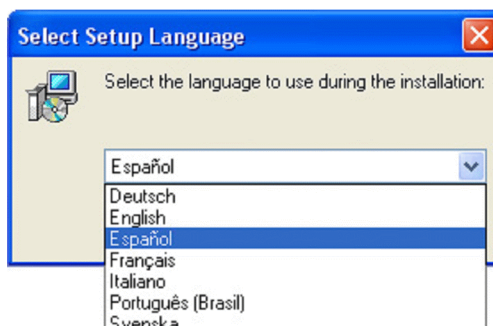 Select Setup Language
Select the language to use during the installation:
Español
Deutsch
English
Español
Français
Italiano
Português (Brasil)
Svenska